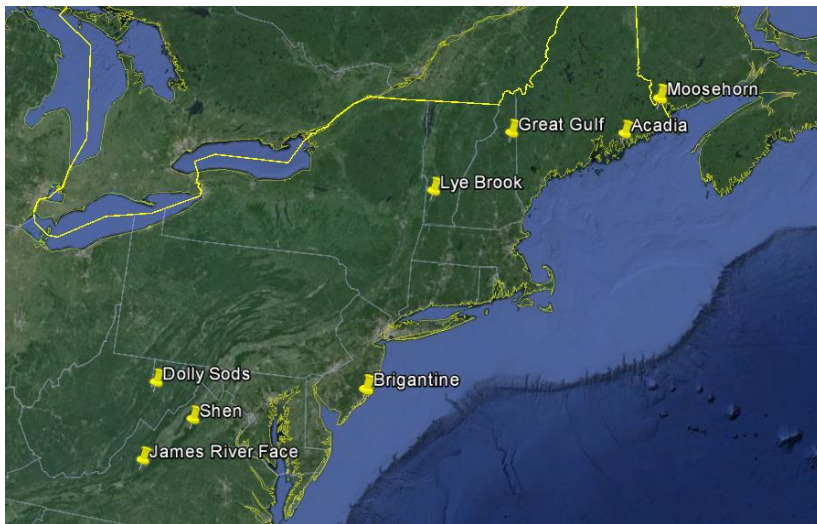 Moosehorn
Great Gulf
Acadia
Lye Brook
Dolly Sods
Brigantine
Shen
James River Face